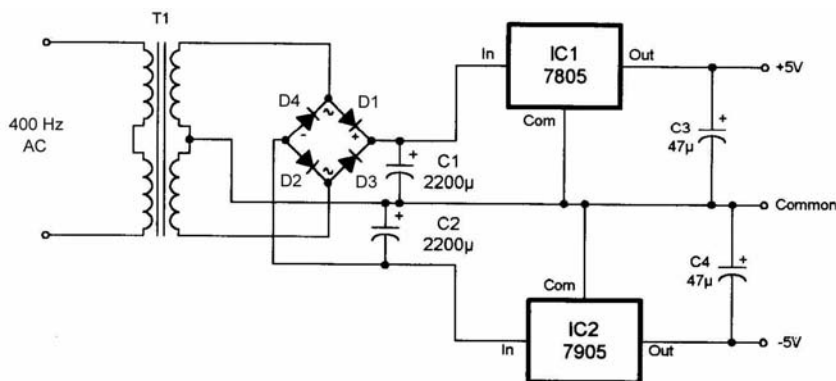 T1
400 Hz
AC
D4
D1
~
-
+
D2
D3
~
+
C1
2200µ
+
C2
2200µ
In
IC1
7805
Out
Com
+5V
+
C3
47µ
Common
Com
IC2
7905
In
Out
+
C4
47µ
-5V